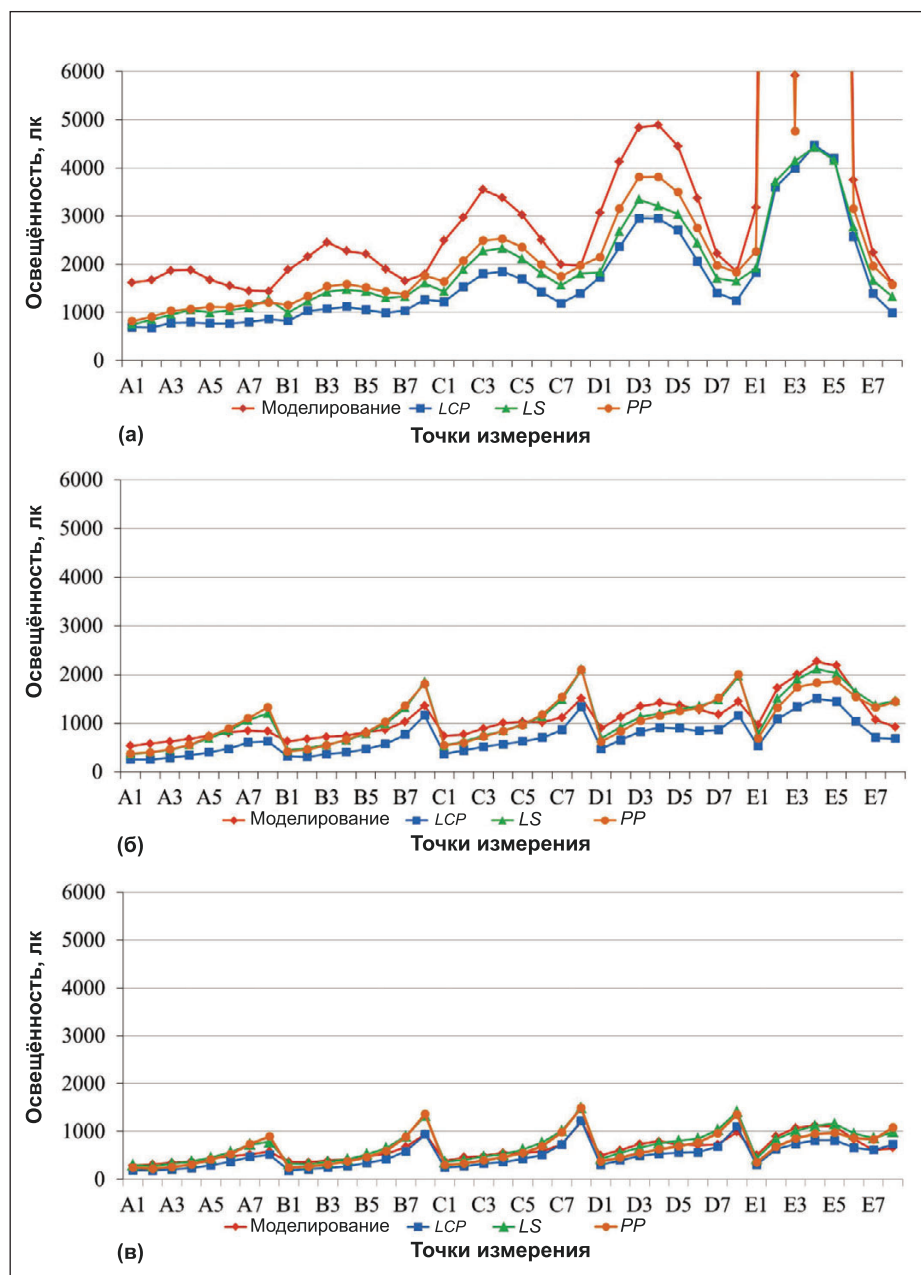 6000
5000
4000
3000
2000
1000
0
Освещённость, лк
A1 A3 A5 A7 B1 B3 B5 B7 C1 C3 C5 C7 D1 D3 D5 D7 E1 E3 E5 E7
Моделирование LCP LS PP
(а) Точки измерения
6000
5000
4000
3000
2000
1000
0
Освещённость, лк
A1 A3 A5 A7 B1 B3 B5 B7 C1 C3 C5 C7 D1 D3 D5 D7 E1 E3 E5 E7
Моделирование LCP LS PP
(б) Точки измерения
6000
5000
4000
3000
2000
1000
0
Освещённость, лк
A1 A3 A5 A7 B1 B3 B5 B7 C1 C3 C5 C7 D1 D3 D5 D7 E1 E3 E5 E7
Моделирование LCP LS PP
(в) Точки измерения